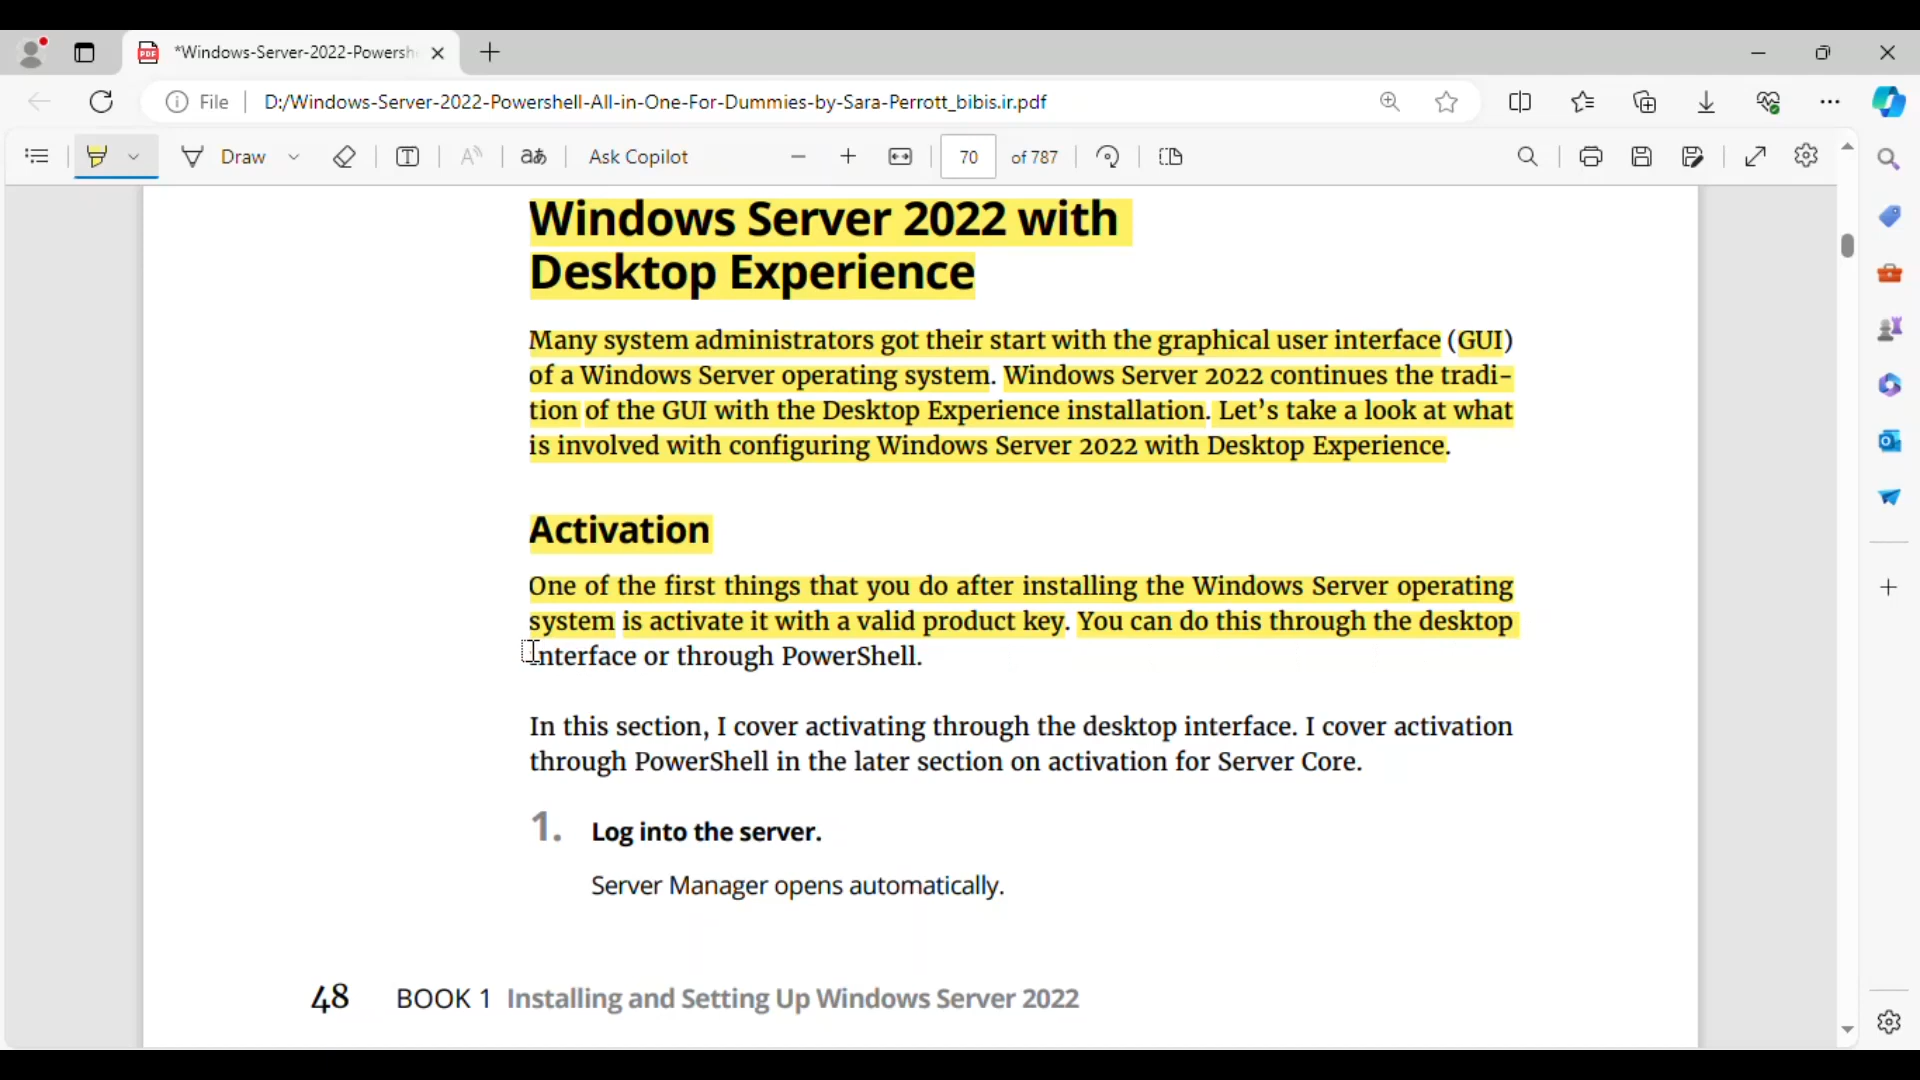 *Windows-Server-2022-Powersh
File
D:/Windows-Server-2022-Powershell-All-in-One-For-Dummies-by-Sara-Perrott_bibis.ir.pdf
Draw
aあ
Ask Copilot
70
of 787
Windows Server 2022 with
Desktop Experience
Many system administrators got their start with the graphical user interface (GUI)
of a Windows Server operating system. Windows Server 2022 continues the tradi-
tion of the GUI with the Desktop Experience installation. Let’s take a look at what
is involved with configuring Windows Server 2022 with Desktop Experience.
Activation
One of the first things that you do after installing the Windows Server operating
system is activate it with a valid product key. You can do this through the desktop
interface or through PowerShell.
In this section, I cover activating through the desktop interface. I cover activation
through PowerShell in the later section on activation for Server Core.
1. Log into the server.
Server Manager opens automatically.
48 BOOK 1 Installing and Setting Up Windows Server 2022